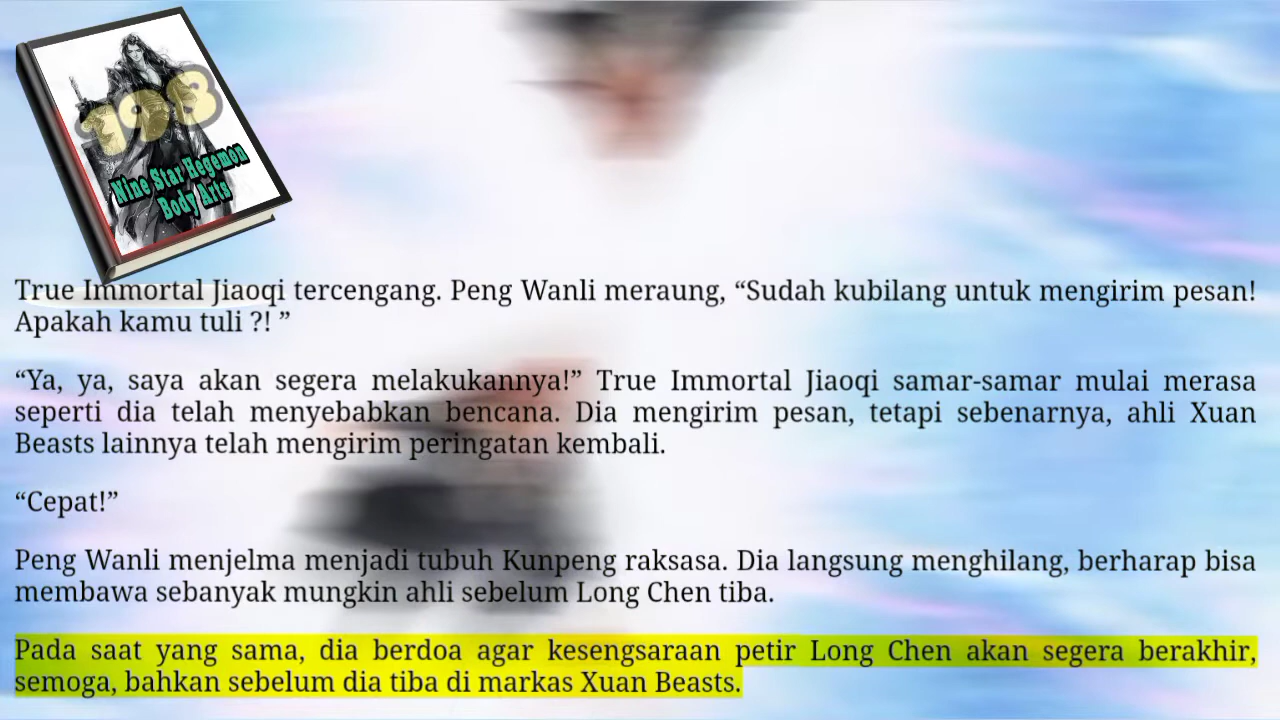 198
Nine Star Hegemon
Body Arts
True Immortal Jiaoqi tercengang. Peng Wanli meraung, “Sudah kubilang untuk mengirim pesan!
Apakah kamu tuli ?! ”
“Ya, ya, saya akan segera melakukannya!” True Immortal Jiaoqi samar-samar mulai merasa
seperti dia telah menyebabkan bencana. Dia mengirim pesan, tetapi sebenarnya, ahli Xuan
Beasts lainnya telah mengirim peringatan kembali.
“Cepat!”
Peng Wanli menjelma menjadi tubuh Kunpeng raksasa. Dia langsung menghilang, berharap bisa
membawa sebanyak mungkin ahli sebelum Long Chen tiba.
Pada saat yang sama, dia berdoa agar kesengsaraan petir Long Chen akan segera berakhir,
semoga, bahkan sebelum dia tiba di markas Xuan Beasts.